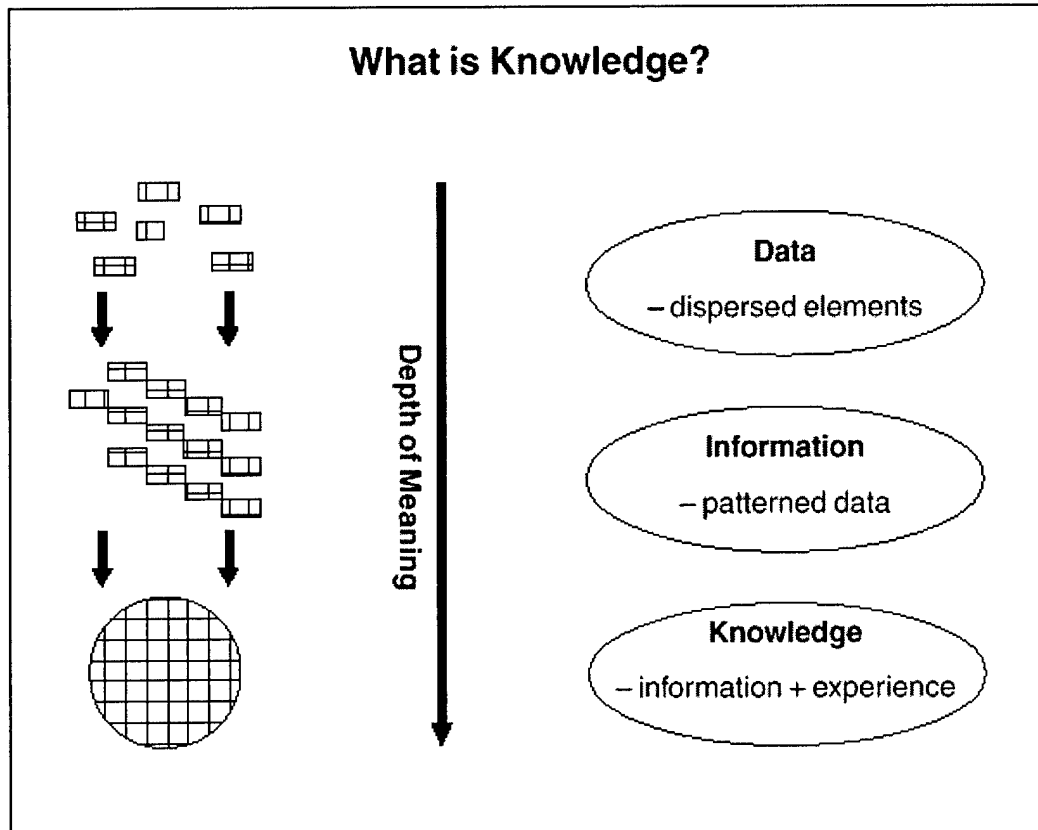 What is Knowledge?
Depth of Meaning
Data
– dispersed elements
Information
– patterned data
Knowledge
– information + experience